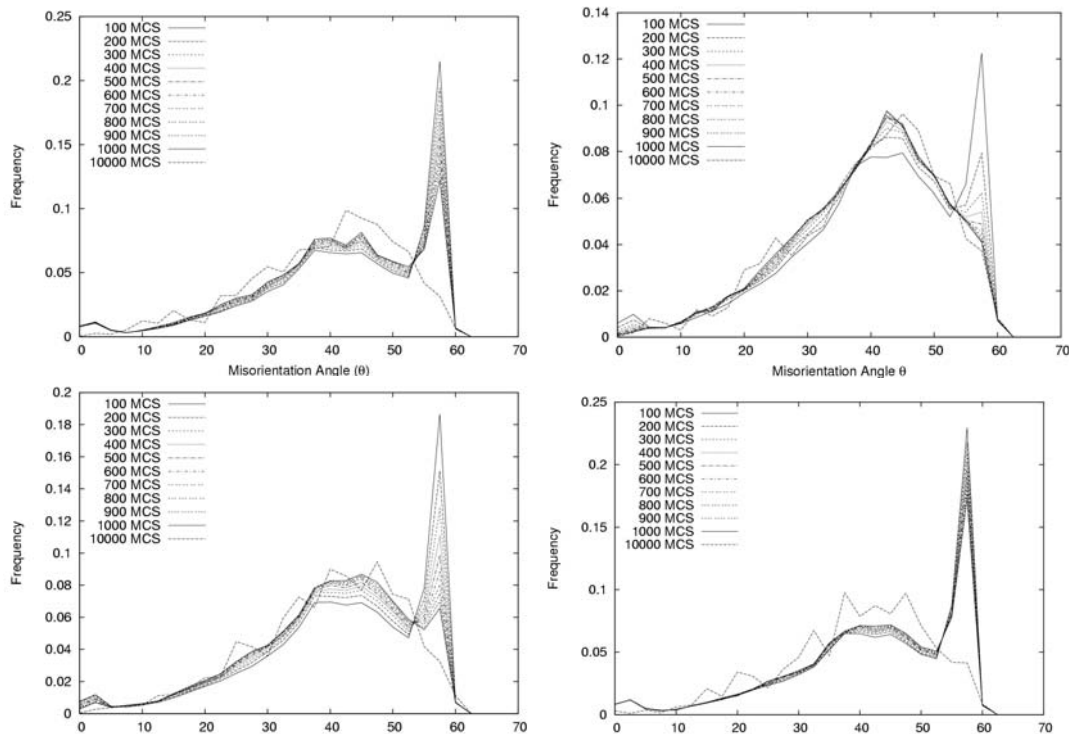 0.25
0.2
0.15
0.1
0.05
0
Frequency
100 MCS
200 MCS
300 MCS
400 MCS
500 MCS
600 MCS
700 MCS
800 MCS
900 MCS
1000 MCS
10000 MCS
0 10 20 30 40 50 60 70
Misorientation Angle (θ)
0.14
0.12
0.1
0.08
0.06
0.04
0.02
0
Frequency
100 MCS
200 MCS
300 MCS
400 MCS
500 MCS
600 MCS
700 MCS
800 MCS
900 MCS
1000 MCS
10000 MCS
0 10 20 30 40 50 60 70
Misorientation Angle θ
0.2
0.18
0.16
0.14
0.12
0.1
0.08
0.06
0.04
0.02
0
Frequency
100 MCS
200 MCS
300 MCS
400 MCS
500 MCS
600 MCS
700 MCS
800 MCS
900 MCS
1000 MCS
10000 MCS
0 10 20 30 40 50 60 70
0.25
0.2
0.15
0.1
0.05
0
Frequency
100 MCS
200 MCS
300 MCS
400 MCS
500 MCS
600 MCS
700 MCS
800 MCS
900 MCS
1000 MCS
10000 MCS
0 10 20 30 40 50 60 70